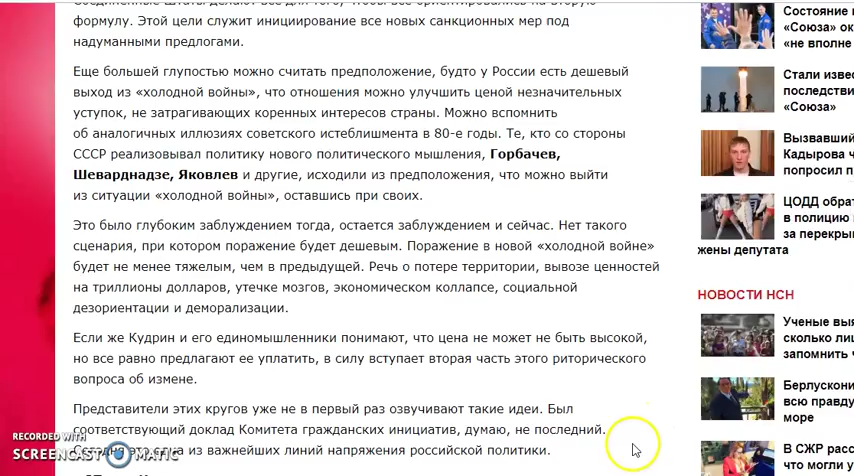 формулу. Этой цели служит инициирование все новых санкционных мер под
надуманными предлогами.
Еще большей глупостью можно считать предположение, будто у России есть дешевый
выход из «холодной войны», что отношения можно улучшить ценой незначительных
уступок, не затрагивающих коренных интересов страны. Можно вспомнить
об аналогичных иллюзиях советского истеблишмента в 80-е годы. Те, кто со стороны
СССР реализовывал политику нового политического мышления, Горбачев,
Шеварднадзе, Яковлев и другие, исходили из предположения, что можно выйти
из ситуации «холодной войны», оставшись при своих.
Это было глубоким заблуждением тогда, остается заблуждением и сейчас. Нет такого
сценария, при котором поражение будет дешевым. Поражение в новой «холодной войне»
будет не менее тяжелым, чем в предыдущей. Речь о потере территории, вывозе ценностей
на триллионы долларов, утечке мозгов, экономическом коллапсе, социальной
дезориентации и деморализации.
Если же Кудрин и его единомышленники понимают, что цена не может не быть высокой,
но все равно предлагают ее уплатить, в силу вступает вторая часть этого риторического
вопроса об измене.
Представители этих кругов уже не в первый раз озвучивают такие идеи. Был
соответствующий доклад Комитета гражданских инициатив, думаю, не последний.
из важнейших линий напряжения российской политики.
Состояние
«Союза» ок
«не вполне
Стали извес
последстви
«Союза»
Вызвавший
Кадырова ч
попросил п
ЦОДД обрат
в полицию
за перекры
жены депутата
НОВОСТИ НСН
Ученые выя
сколько ли
запомнить ч
Берлускони
всю правду
море
В СЖР расс
что могли
RECORDED WITH
SCREENCAST MATIC